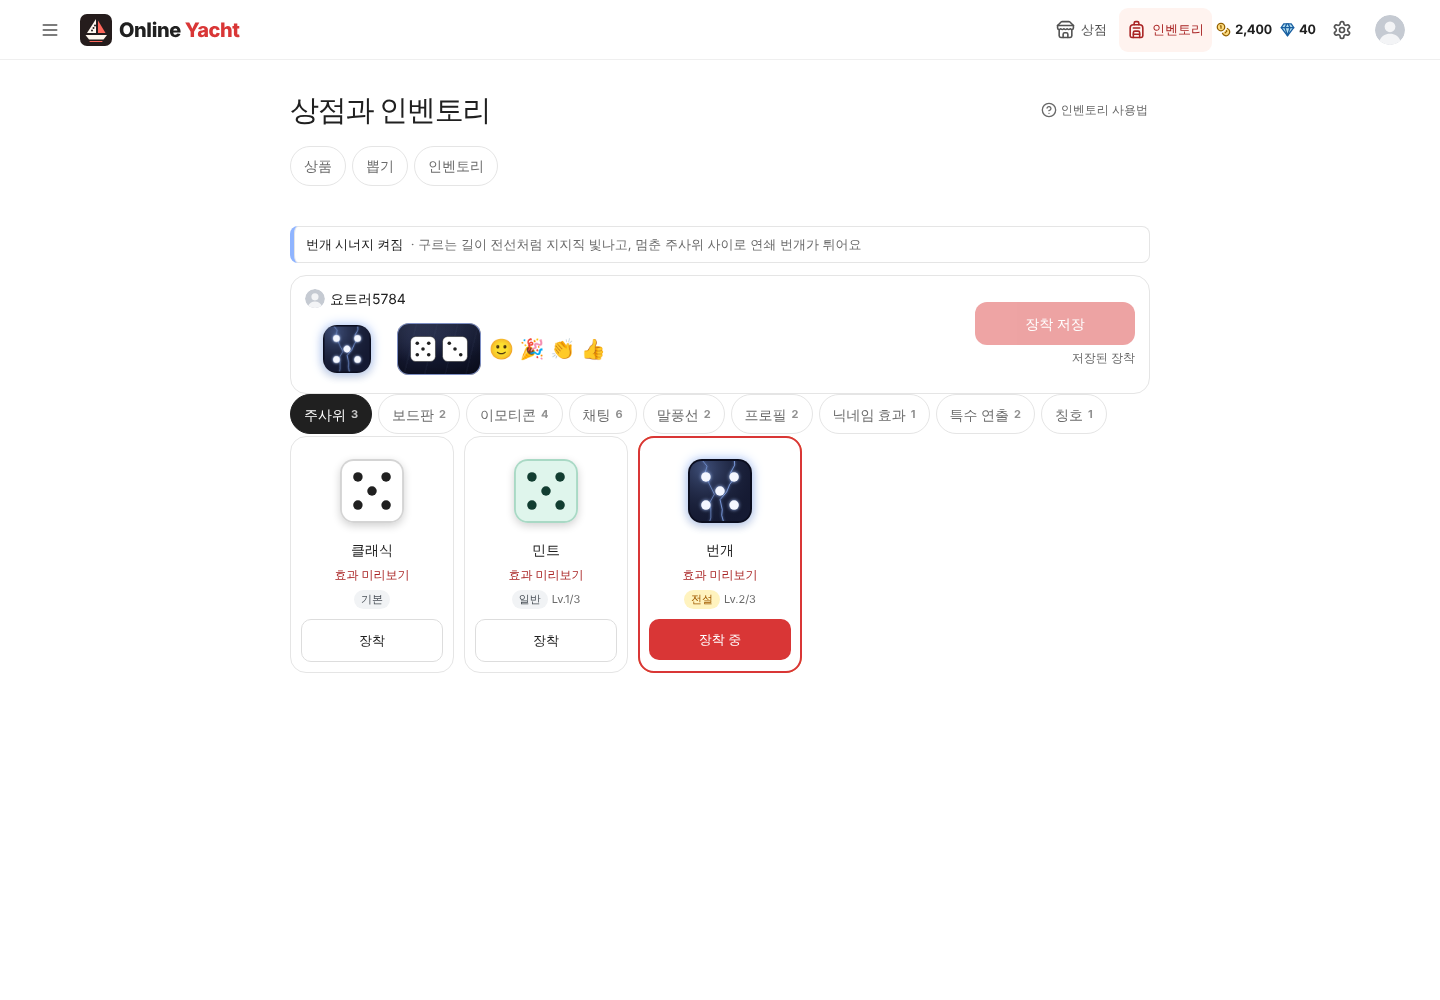 Online Yacht
상점
인벤토리
2,400
40
상점과 인벤토리
인벤토리 사용법
상품
뽑기
인벤토리
번개 시너지 켜짐 · 구르는 길이 전선처럼 지지직 빛나고, 멈춘 주사위 사이로 연쇄 번개가 튀어요
요트러5784
장착 저장
저장된 장착
주사위 3
보드판 2
이모티콘 4
채팅 6
말풍선 2
프로필 2
닉네임 효과 1
특수 연출 2
칭호 1
클래식
효과 미리보기
기본
장착
민트
효과 미리보기
일반 Lv.1/3
장착
번개
효과 미리보기
전설 Lv.2/3
장착 중